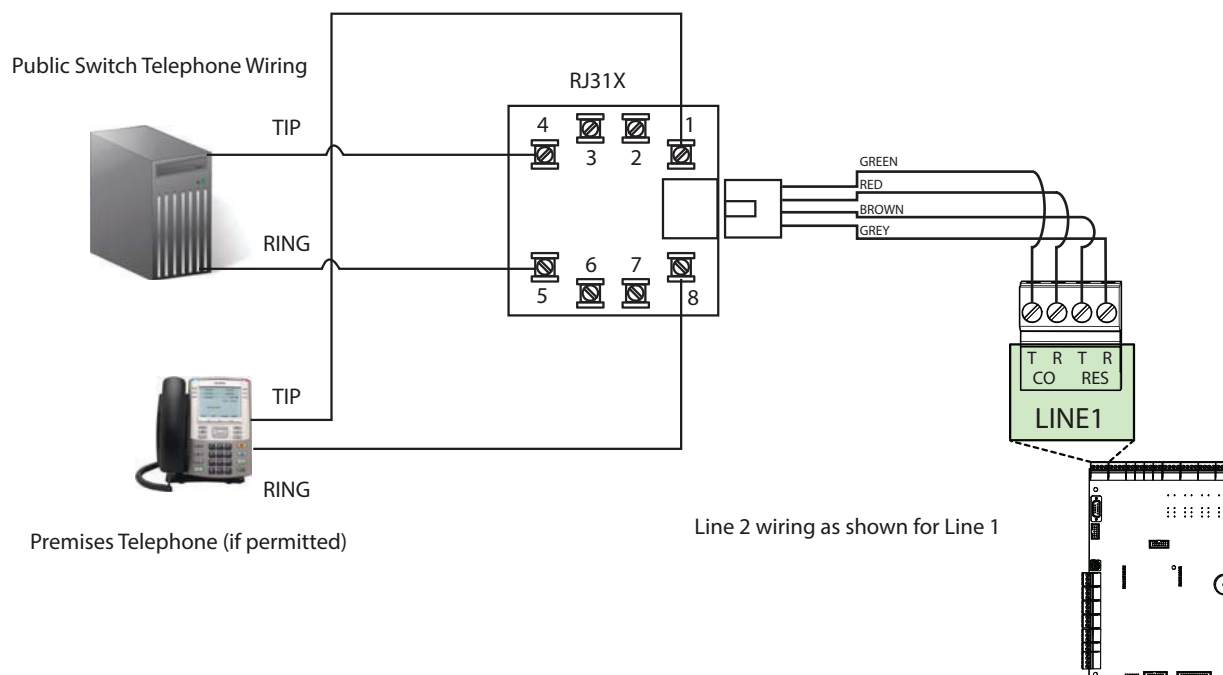 Public Switch Telephone Wiring
RJ31X
TIP
4
3
2
1
GREEN
RED
BROWN
GREY
RING
5
6
7
8
T R T R
CO RES
LINE1
TIP
RING
Premises Telephone (if permitted)
Line 2 wiring as shown for Line 1